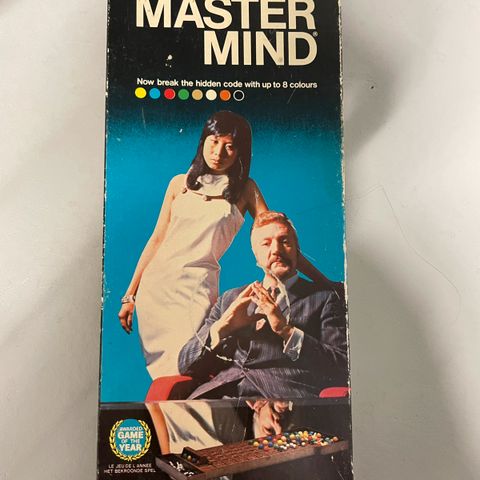 MASTER
MIND®
Now break the hidden code with up to 8 colours
AWARDED
GAME
OF THE
YEAR
LE JEU DE L'ANNÉE
HET BEKROONDE SPEL